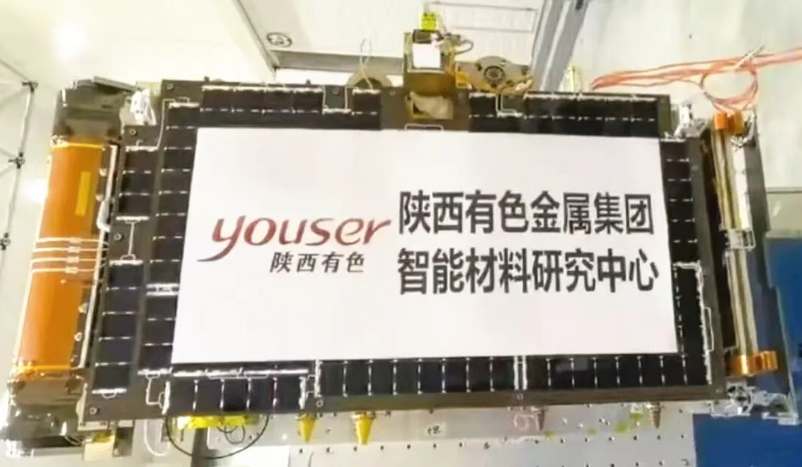 youser
陕西有色
陕西有色金属集团
智能材料研究中心